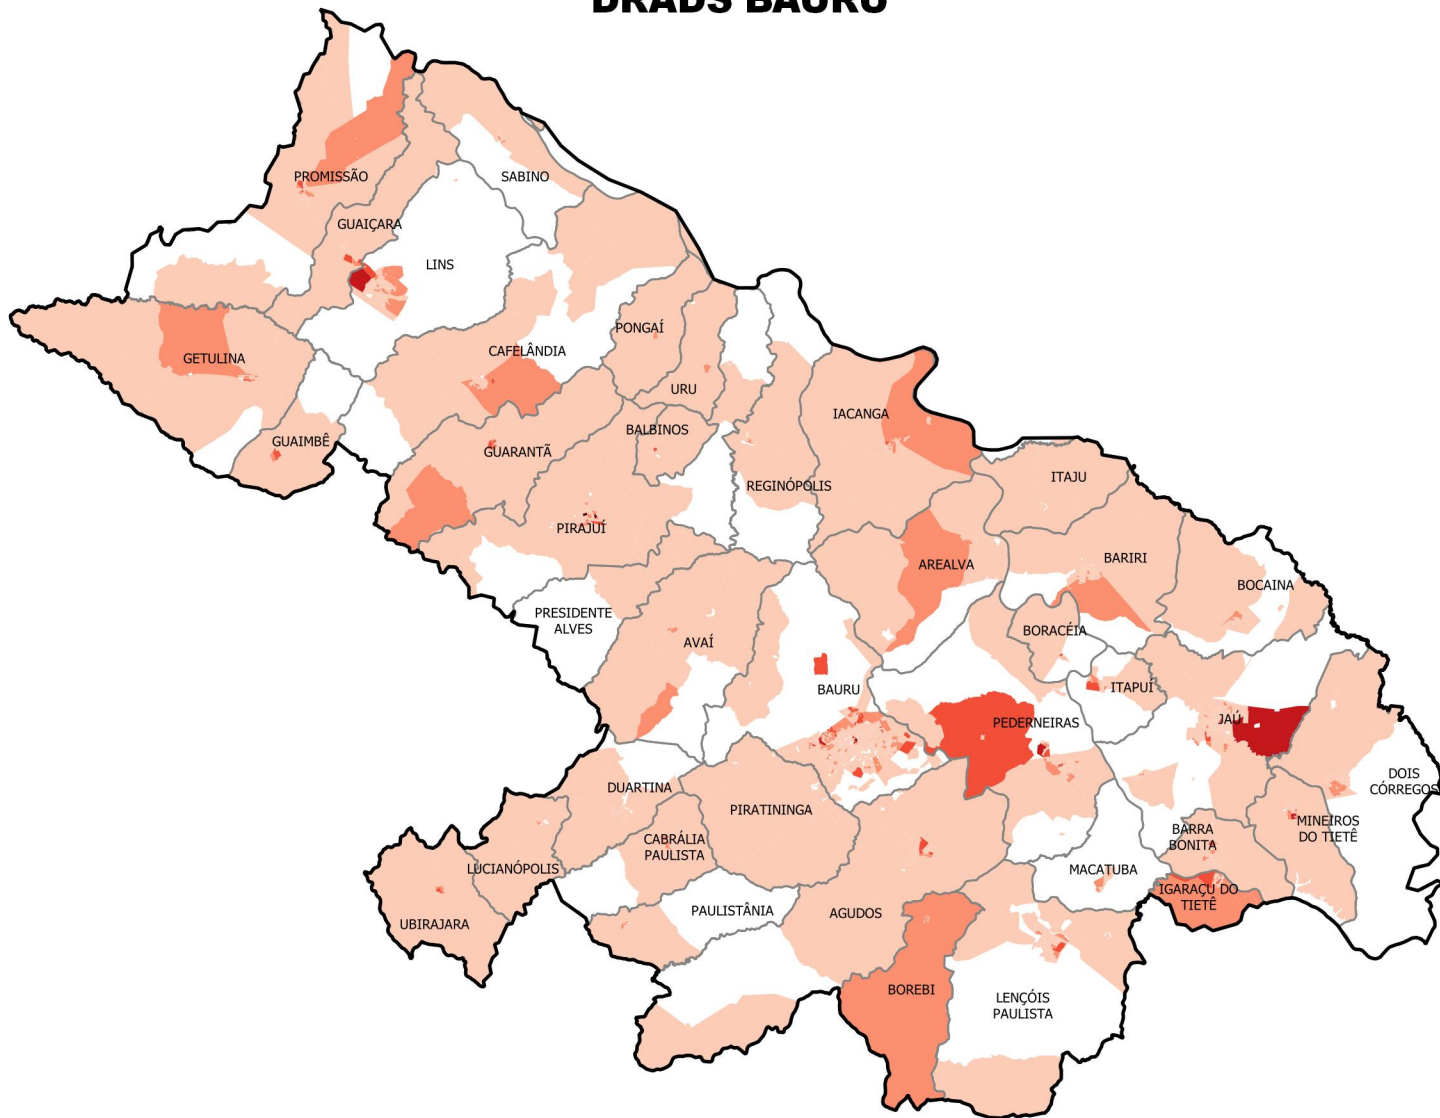 DRADS BAURU
PROMISSÃO
SABINO
GUAIÇARA
LINS
PONGAÍ
CAFELÂNDIA
GETULINA
URU
IACANGA
BALBINOS
GUAIMBÊ
GUARANTÃ
ITAJU
REGINÓPOLIS
PIRAJUÍ
BARIRI
AREALVA
BOCAINA
PRESIDENTE
ALVES
BORACÉIA
AVAÍ
ITAPUÍ
BAURU
JAÚ
PEDERNEIRAS
DOIS
CÓRREGOS
DUARTINA
PIRATININGA
MINEIROS
DO TIETÊ
BARRA
BONITA
CABRÁLIA
PAULISTA
LUCIANÓPOLIS
MACATUBA
IGARAÇU DO
TIETÊ
PAULISTÂNIA
AGUDOS
UBIRAJARA
BOREBI
LENÇÓIS
PAULISTA